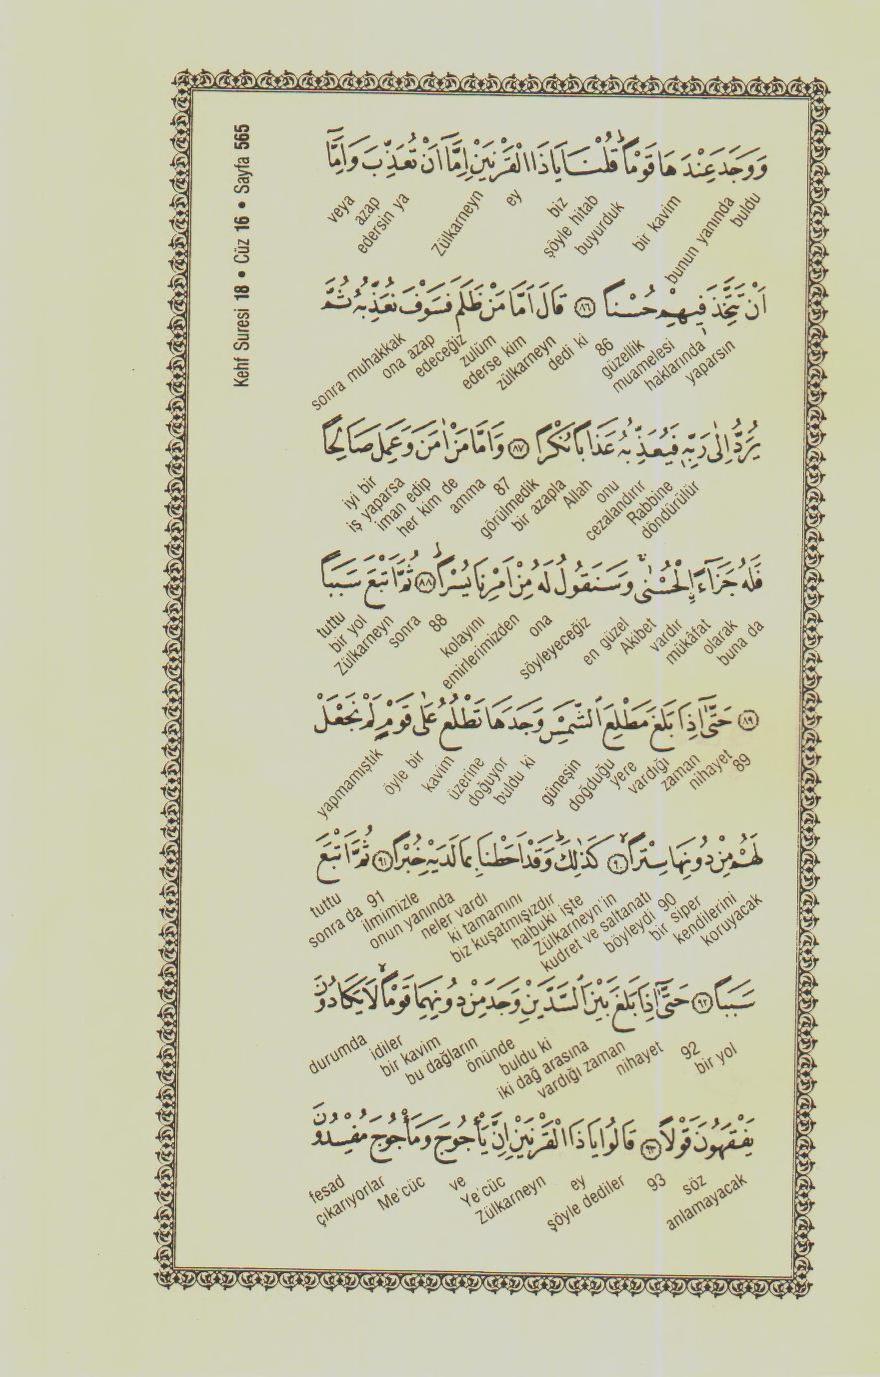 Kehf Suresi 18 • Cüz 16 • Sayfa 565
وَوَجَدَ عِنْدَهَا قَوْمًاۜ قُلْنَا يَا ذَا الْقَرْنَيْنِ اِمَّٓا اَنْ تُعَذِّبَ وَاِمَّٓا
buldu bunun yanında bir kavim buyurduk şöyle hitab biz ey Zülkarneyn edersin ya azap veya
اَنْ تَتَّخِذَ فٖيهِمْ حُسْنًا ﴿٨٦﴾ قَالَ اَمَّا مَنْ ظَلَمَ فَسَوْفَ نُعَذِّبُهُ ثُمَّ
yaparsın haklarında muamelesi güzellik 86 dedi ki zülkarneyn ederse kim zulüm edeceğiz ona azap sonra muhakkak
يُرَدُّ اِلٰى رَبِّهٖ فَيُعَذِّبُهُ عَذَابًا نُكْرًا ﴿٨٧﴾ وَاَمَّا مَنْ اٰمَنَ وَعَمِلَ صَالِحًا
döndürülür Rabbine cezalandırır onu Allah bir azapla görülmedik 87 amma her kim de iman edip iş yaparsa iyi bir
فَلَهُ جَزَٓاءًۨ الْحُسْنٰىۚ وَسَنَقُولُ لَهُ مِنْ اَمْرِنَا يُسْرًاۜ ﴿٨٨﴾ ثُمَّ اَتْبَعَ سَبَبًا
buna da olarak mükâfat vardır Akibet en güzel söyleyeceğiz ona emirlerimizden kolayını 88 sonra Zülkarneyn bir yol tuttu
﴿٨٩﴾ حَتّٰٓى اِذَا بَلَغَ مَطْلِعَ الشَّمْسِ وَجَدَهَا تَطْلُعُ عَلٰى قَوْمٍ لَمْ نَجْعَلْ
89 nihayet zaman vardığı yere doğduğu güneşin buldu ki doğuyor üzerine kavim öyle bir yapmamıştık
لَهُمْ مِنْ دُونِهَا سِتْرًاۙ ﴿٩٠﴾ كَذٰلِكَۜ وَقَدْ اَحَطْنَا بِمَا لَدَيْهِ خُبْرًا ﴿٩١﴾ ثُمَّ اَتْبَعَ
koruyacak kendilerini bir siper 90 böyleydi kudret ve saltanatı Zülkarneyn'in halbuki işte biz kuşatmışızdır ki tamamını neler vardı onun yanında ilmimizle 91 sonra da tuttu
سَبَبًا ﴿٩٢﴾ حَتّٰٓى اِذَا بَلَغَ بَيْنَ السَّدَّيْنِ وَجَدَ مِنْ دُونِهِمَا قَوْمًاۙ لَا يَكَادُونَ
bir yol 92 nihayet vardığı zaman iki dağ arasına buldu ki önünde bu dağların bir kavim idiler durumda
يَفْقَهُونَ قَوْلًا ﴿٩٣﴾ قَالُوا يَا ذَا الْقَرْنَيْنِ اِنَّ يَأْجُوجَ وَمَأْجُوجَ مُفْسِدُونَ
anlamayacak söz 93 şöyle dediler ey Zülkarneyn Ye'cüc ve Me'cüc çıkarıyorlar fesad